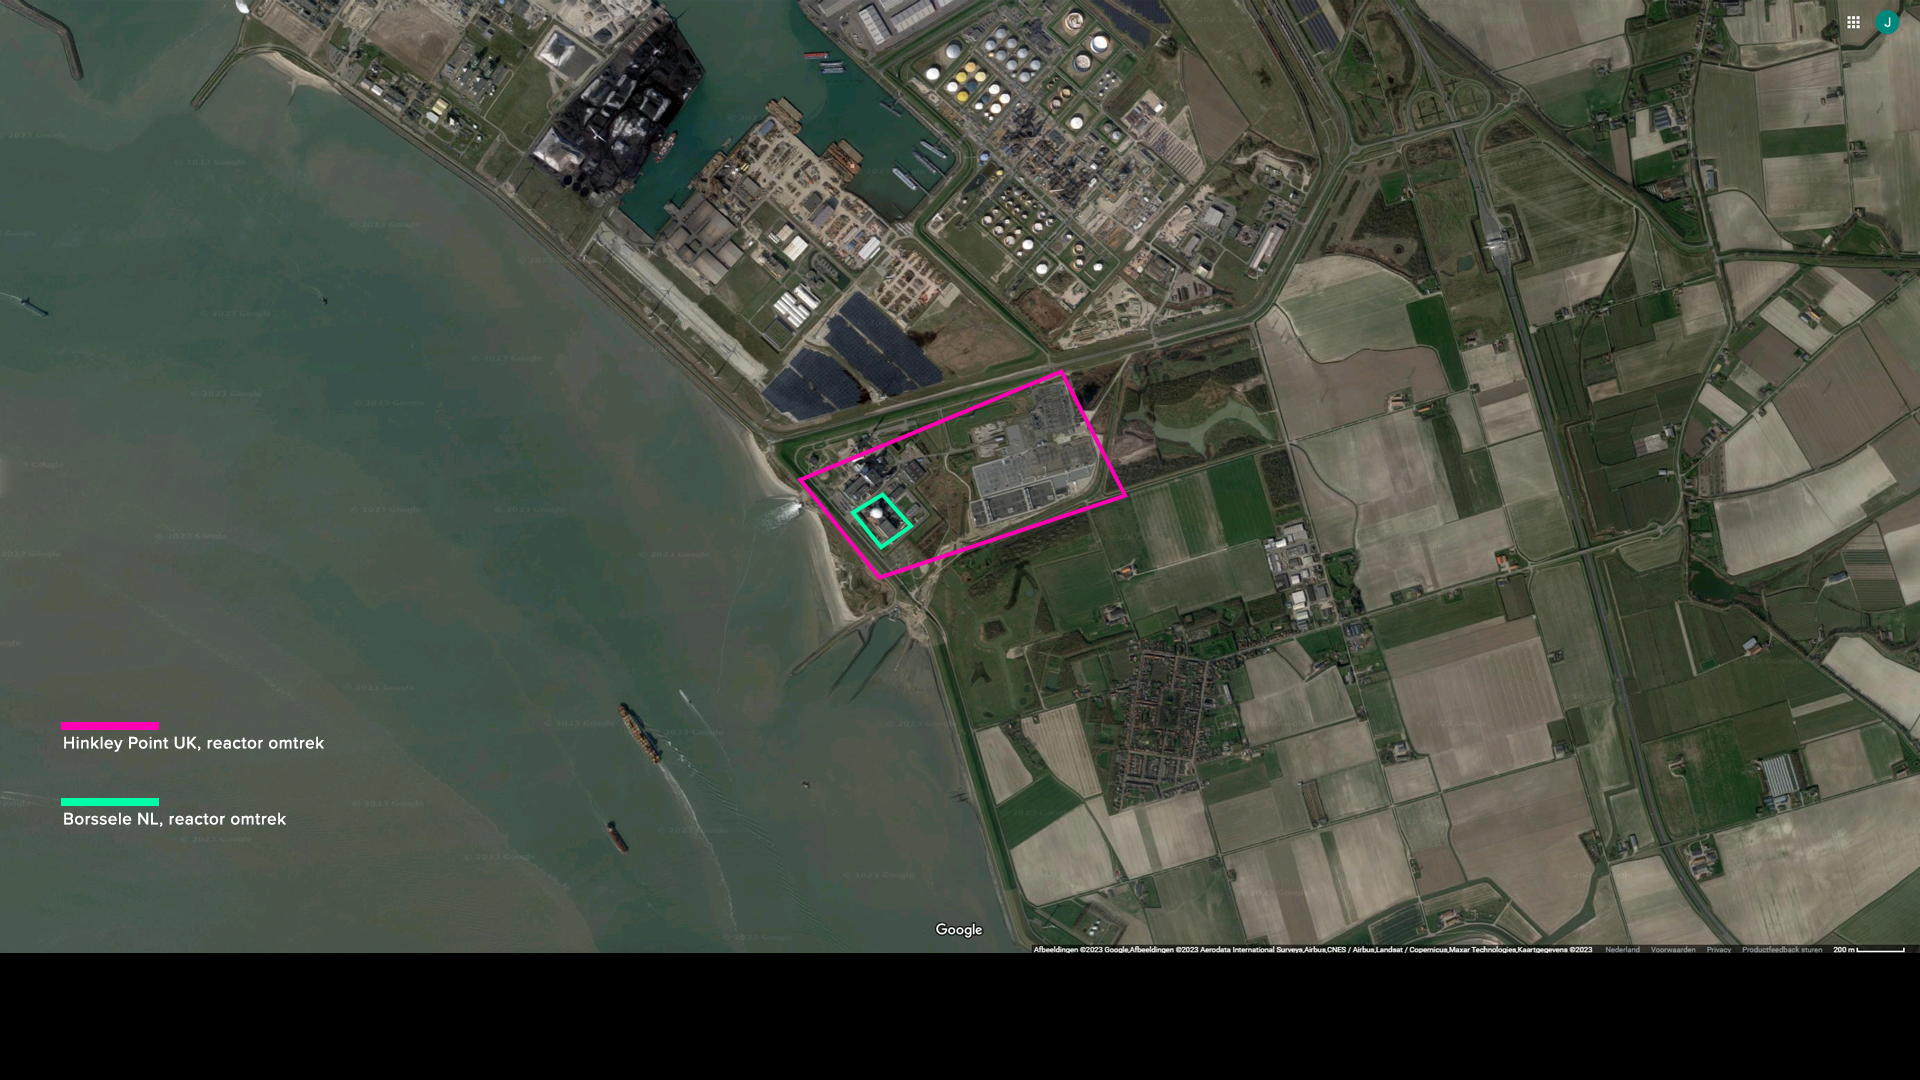 J
Hinkley Point UK, reactor omtrek
Borssele NL, reactor omtrek
Google
Afbeeldingen ©2023 Google,Afbeeldingen ©2023 Aerodata International Surveys,Airbus,CNES / Airbus,Landsat / Copernicus,Maxar Technologies,Kaartgegevens ©2023 Nederland Voorwaarden Privacy Productfeedback sturen 200 m